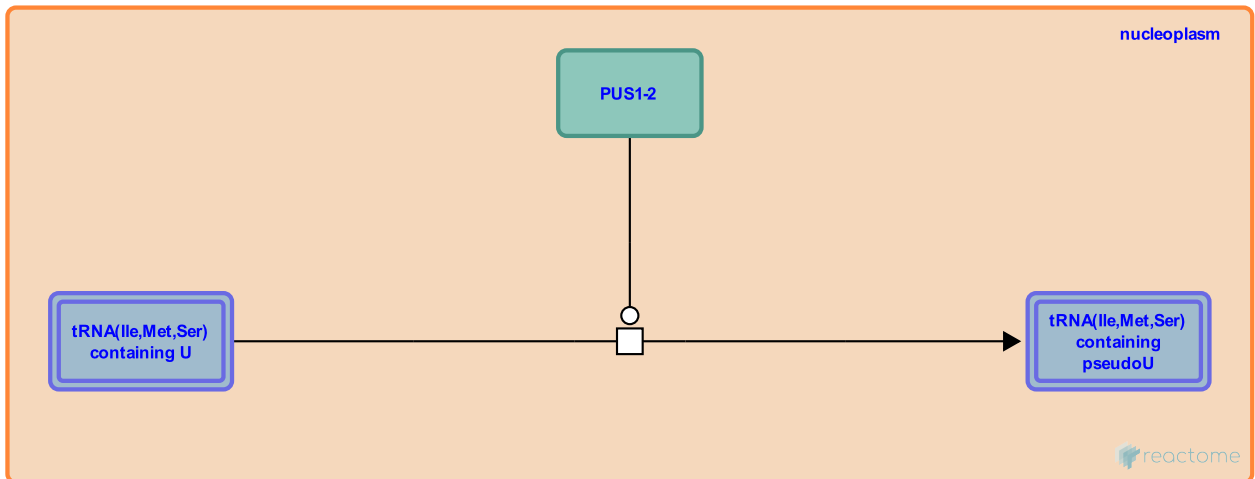 nucleoplasm
PUS1-2
tRNA(Ile,Met,Ser)
containing U
tRNA(Ile,Met,Ser)
containing
pseudoU
reactome